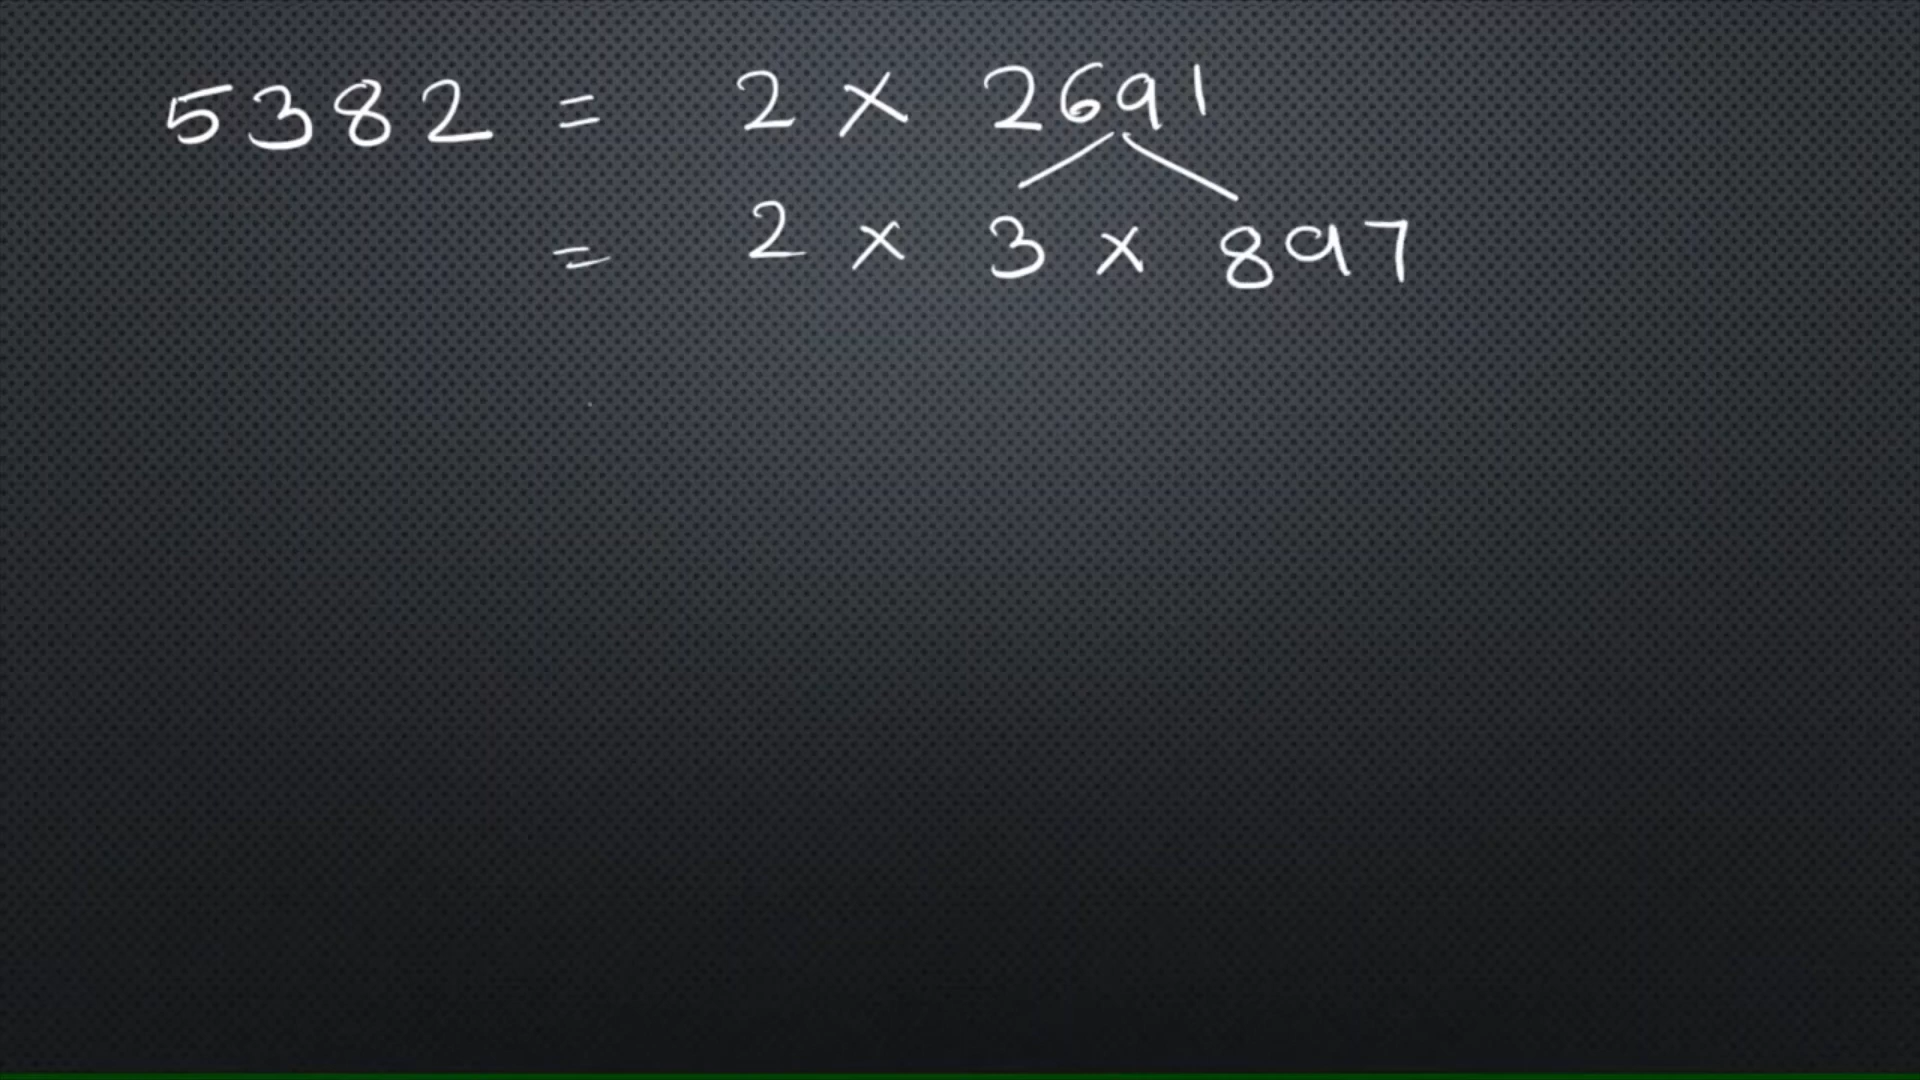 5382 = 2 × 2691
= 2 × 3 × 897